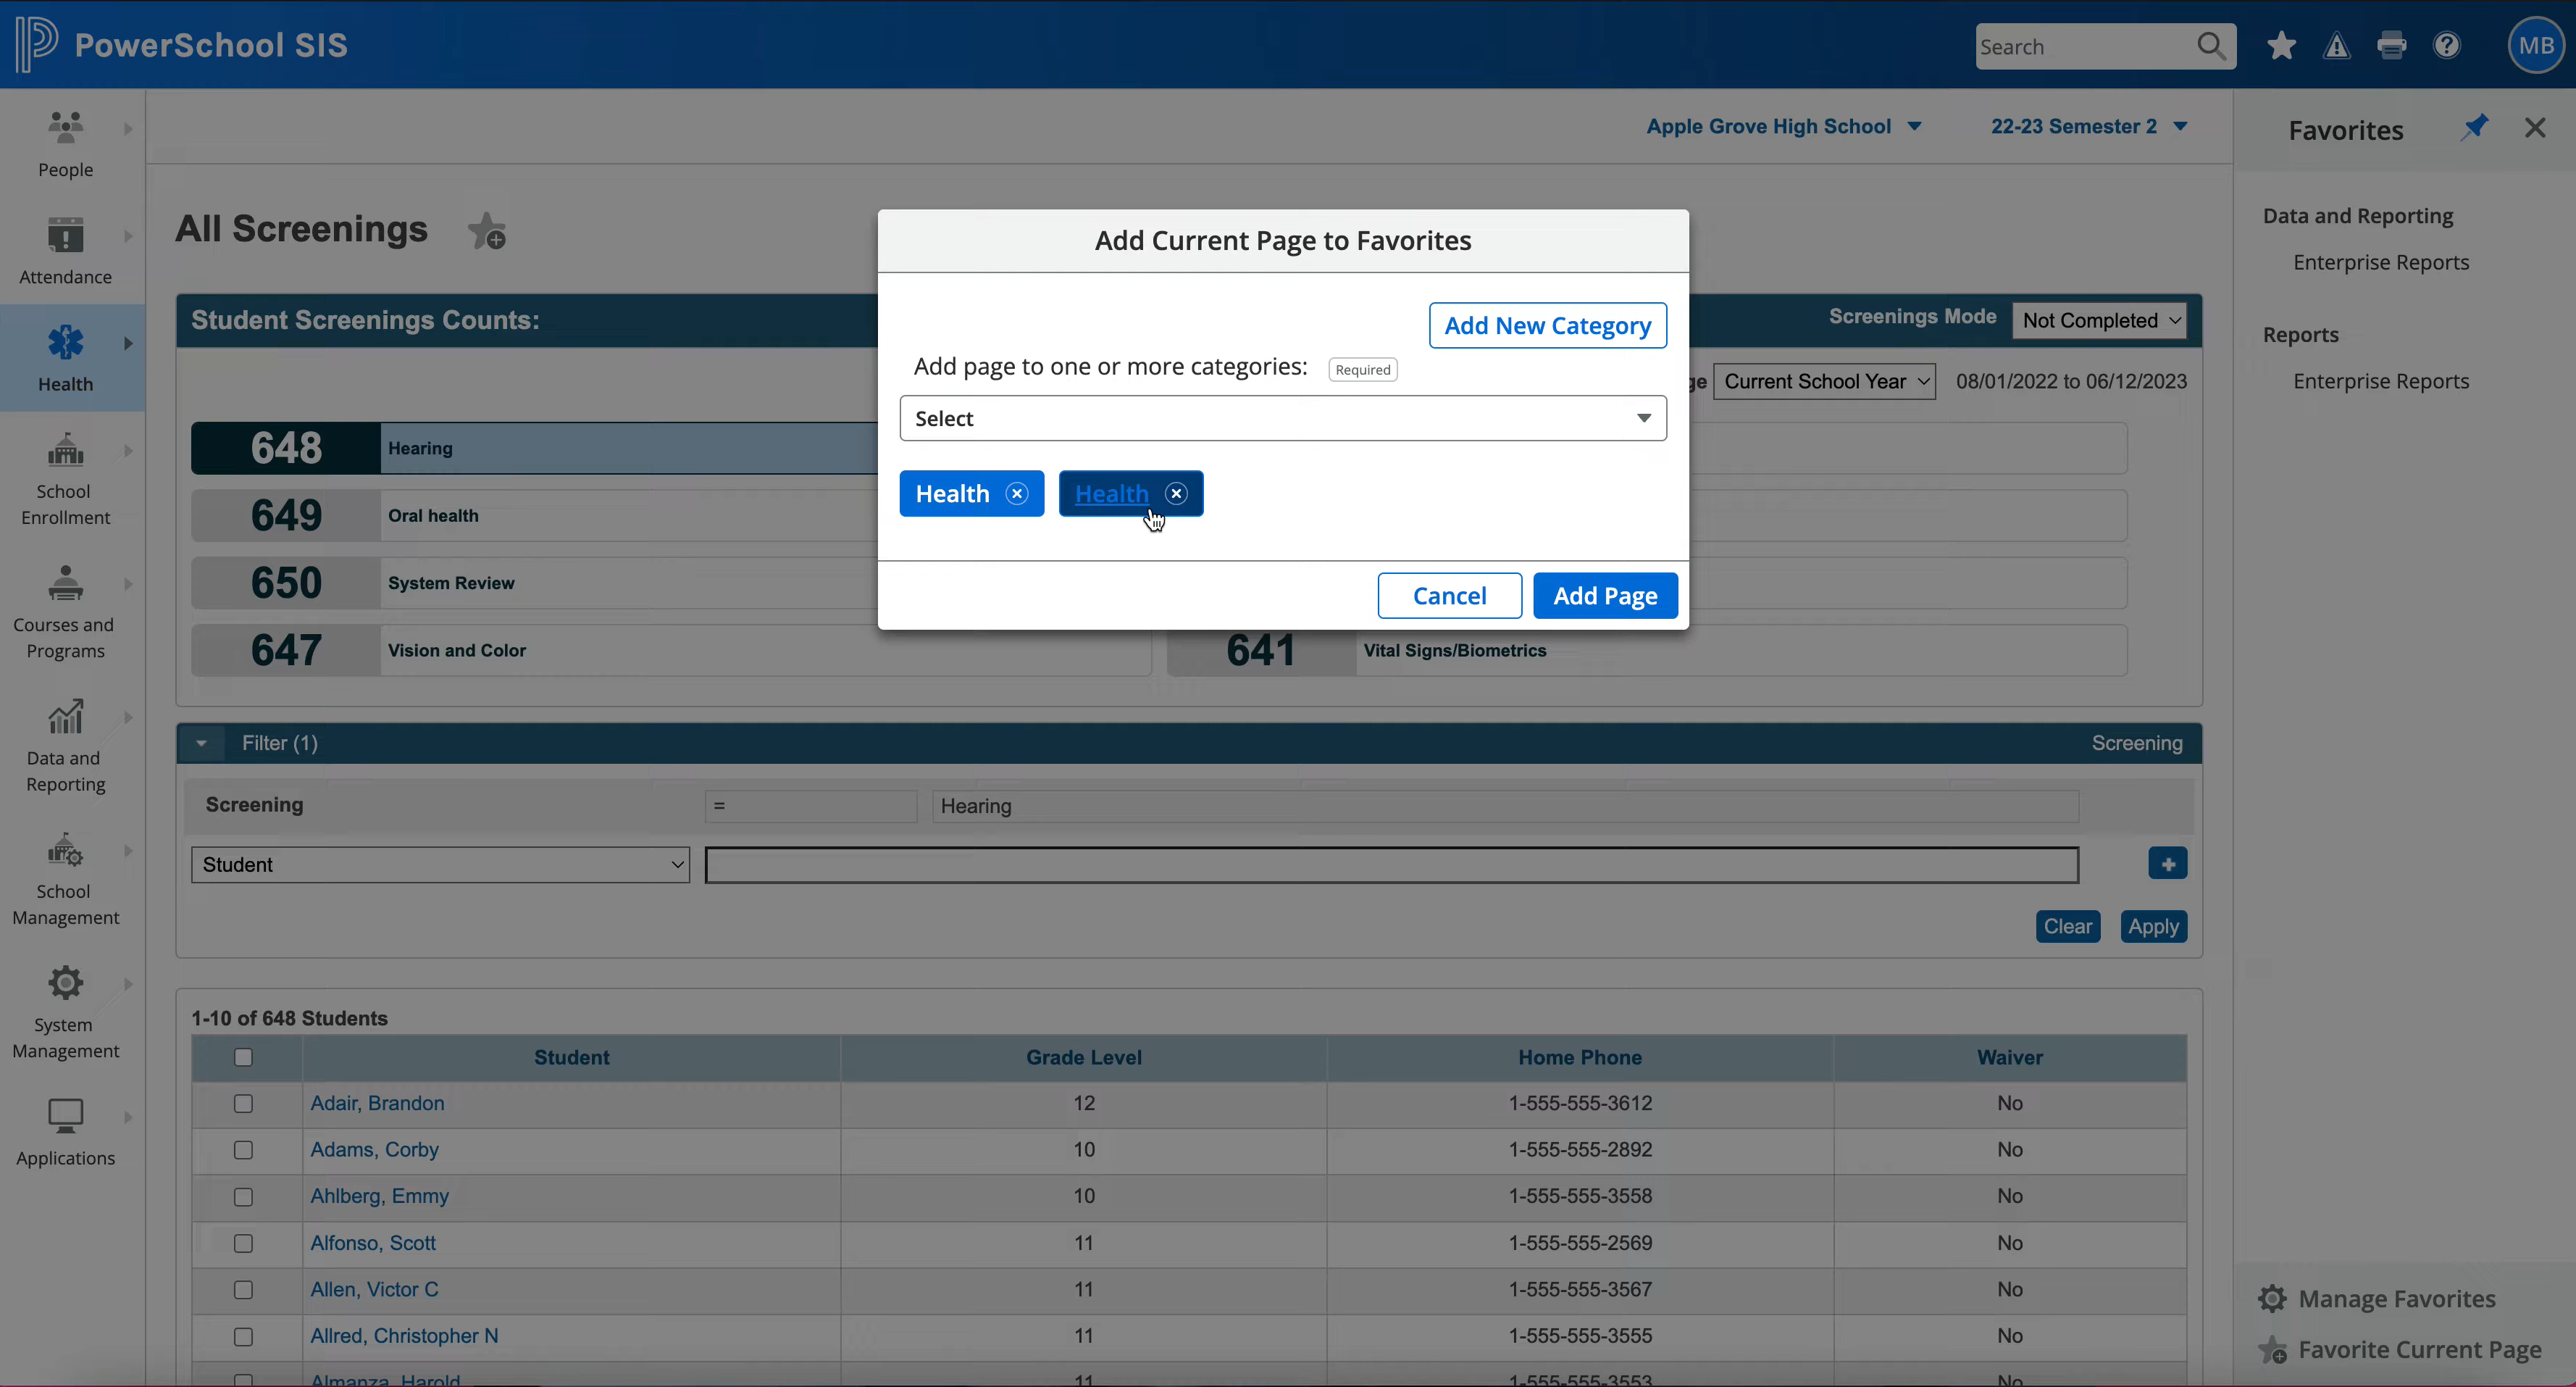 PowerSchool SIS
Search
MB
People
Attendance
Health
School
Enrollment
Courses and
Programs
Data and
Reporting
School
Management
System
Management
Applications
Apple Grove High School
22-23 Semester 2
All Screenings
Student Screenings Counts:
Screenings Mode
Not Completed
ge
Current School Year
08/01/2022 to 06/12/2023
648
Hearing
649
Oral health
650
System Review
647
Vision and Color
641
Vital Signs/Biometrics
Add Current Page to Favorites
Add New Category
Add page to one or more categories:
Required
Select
Health
Health
Cancel
Add Page
Filter (1)
Screening
Screening
=
Hearing
Student
+
Clear
Apply
1-10 of 648 Students
Student Grade Level Home Phone Waiver
Adair, Brandon 12 1-555-555-3612 No
Adams, Corby 10 1-555-555-2892 No
Ahlberg, Emmy 10 1-555-555-3558 No
Alfonso, Scott 11 1-555-555-2569 No
Allen, Victor C 11 1-555-555-3567 No
Allred, Christopher N 11 1-555-555-3555 No
Almanza, Harold 11 1-555-555-3553 No
Favorites
Data and Reporting
Enterprise Reports
Reports
Enterprise Reports
Manage Favorites
Favorite Current Page